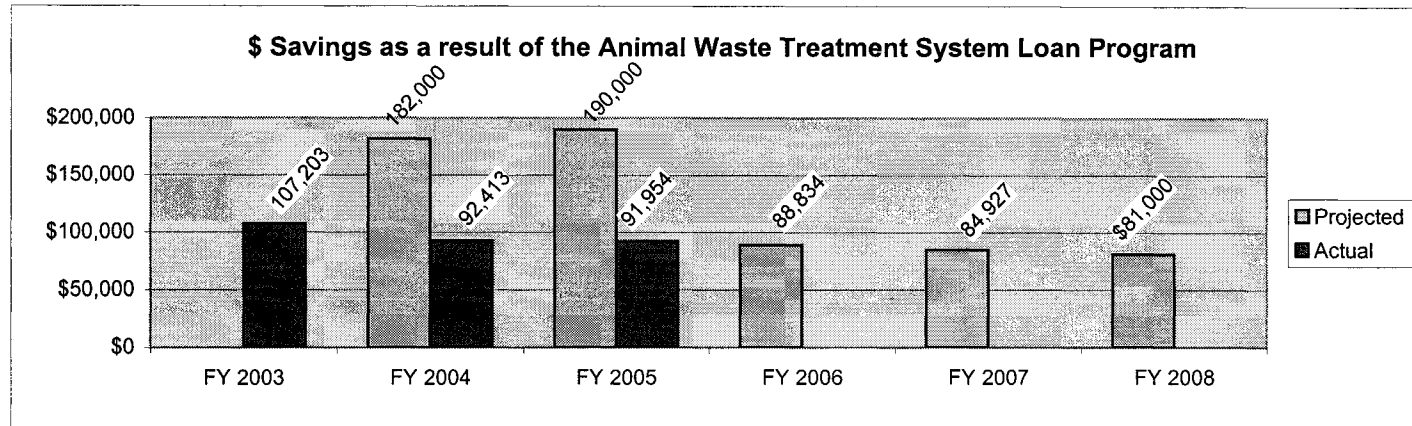 $ Savings as a result of the Animal Waste Treatment System Loan Program
$200,000
$150,000
$100,000
$50,000
$0
107,203
182,000
92,413
190,000
91,954
88,834
84,927
$81,000
FY 2003
FY 2004
FY 2005
FY 2006
FY 2007
FY 2008
Projected
Actual